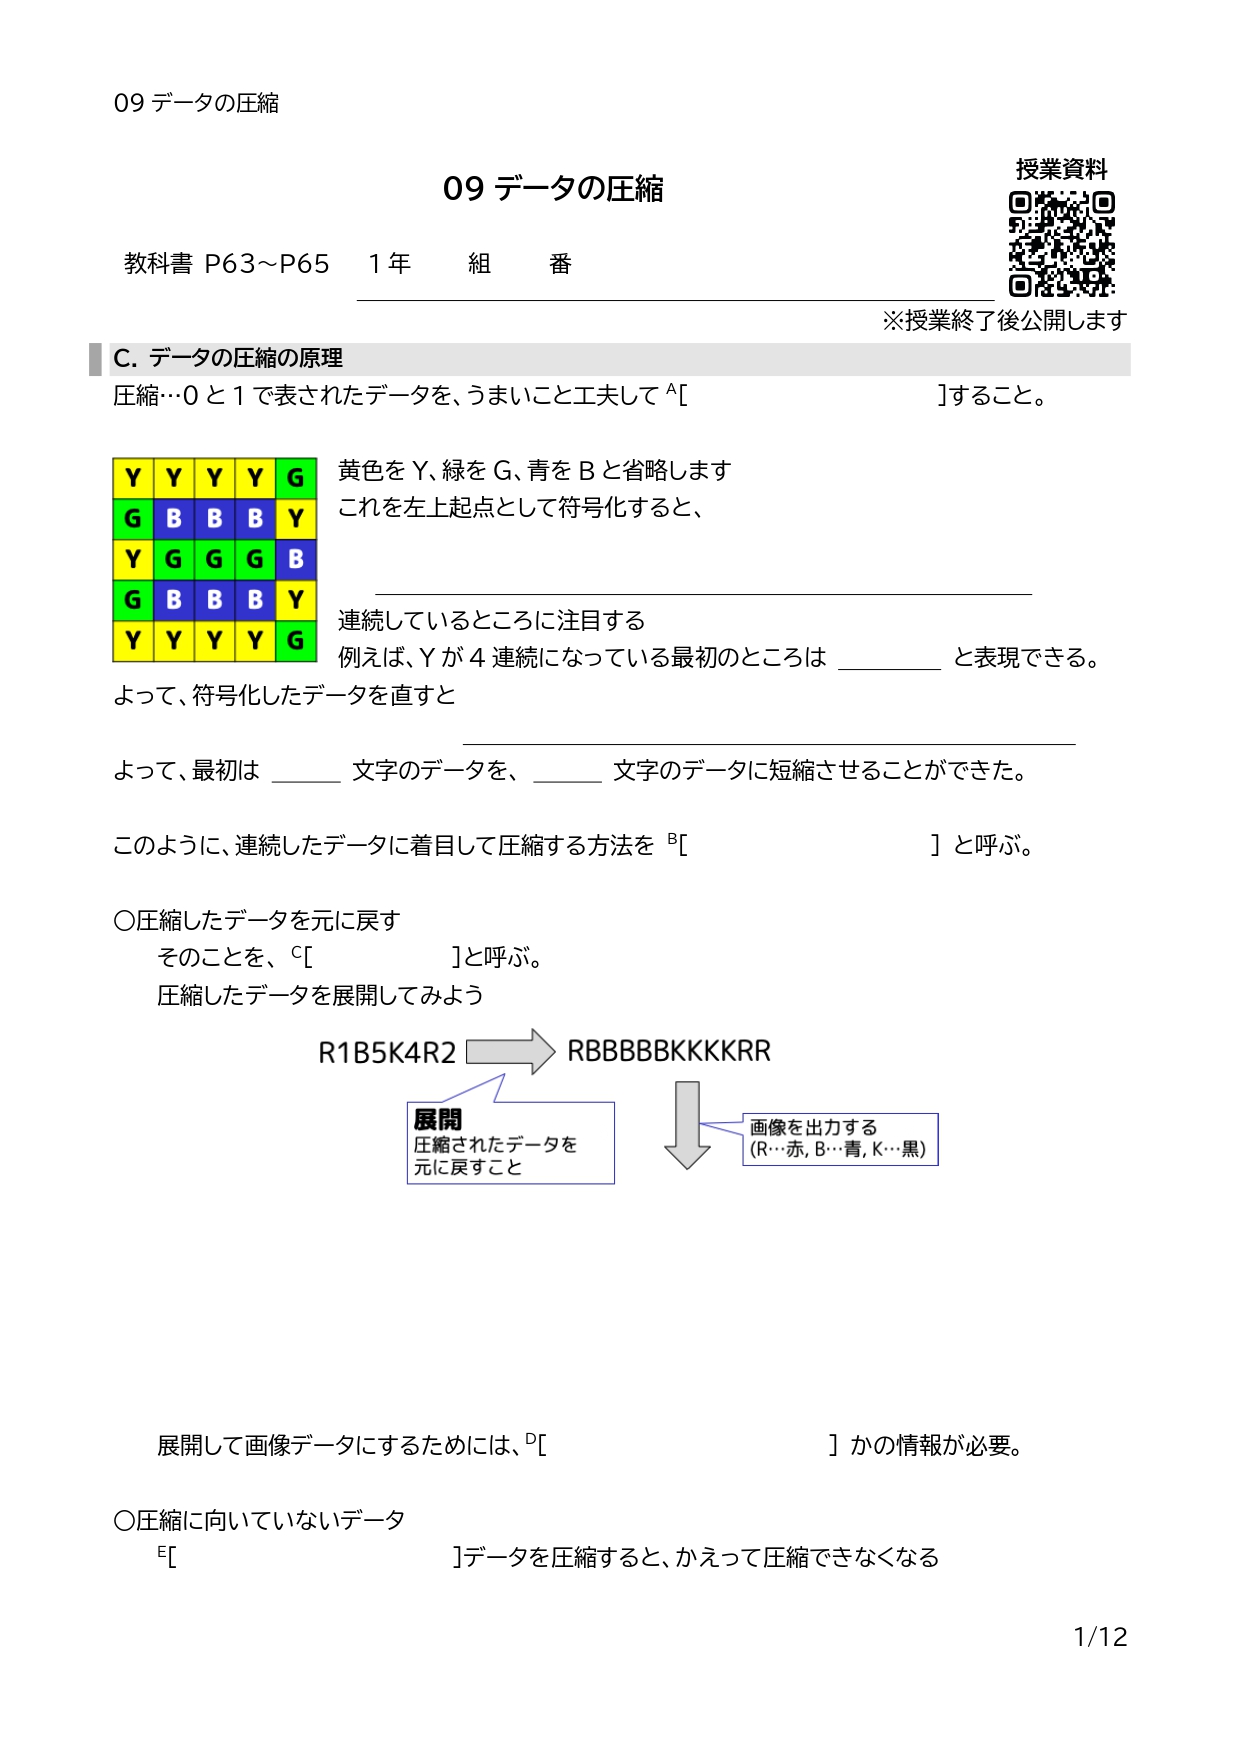 09 データの圧縮
授業資料
09 データの圧縮
教科書 P63～P65 1年 組 番
※授業終了後公開します
C. データの圧縮の原理
圧縮…0と1で表されたデータを、うまいこと工夫して A[ ]すること。
Y Y Y Y G
G B B B Y
Y G G G B
G B B B Y
Y Y Y Y G
黄色をY、緑をG、青をBと省略します
これを左上起点として符号化すると、
連続しているところに注目する
例えば、Yが4連続になっている最初のところは ______ と表現できる。
よって、符号化したデータを直すと
よって、最初は ____ 文字のデータを、 ____ 文字のデータに短縮させることができた。
このように、連続したデータに着目して圧縮する方法を B[ ] と呼ぶ。
〇圧縮したデータを元に戻す
そのことを、C[ ]と呼ぶ。
圧縮したデータを展開してみよう
R1B5K4R2 RBBBBBKKKKRR
展開
圧縮されたデータを
元に戻すこと
画像を出力する
(R…赤, B…青, K…黒)
展開して画像データにするためには、D[ ] かの情報が必要。
〇圧縮に向いていないデータ
E[ ]データを圧縮すると、かえって圧縮できなくなる
1/12